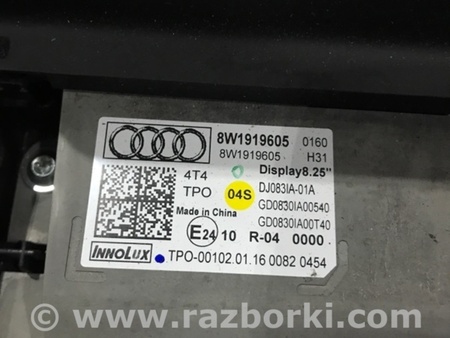 8W1919605 0160
8W1919605 H31
4T4 Display8.25"
TPO 04S DJ083IA-01A
GD0830IA00540
Made in China GD0830IA00T40
E24 10 R-04 0000
INNOLUX TPO-00102.01.16 0082 0454
© www.razborki.com